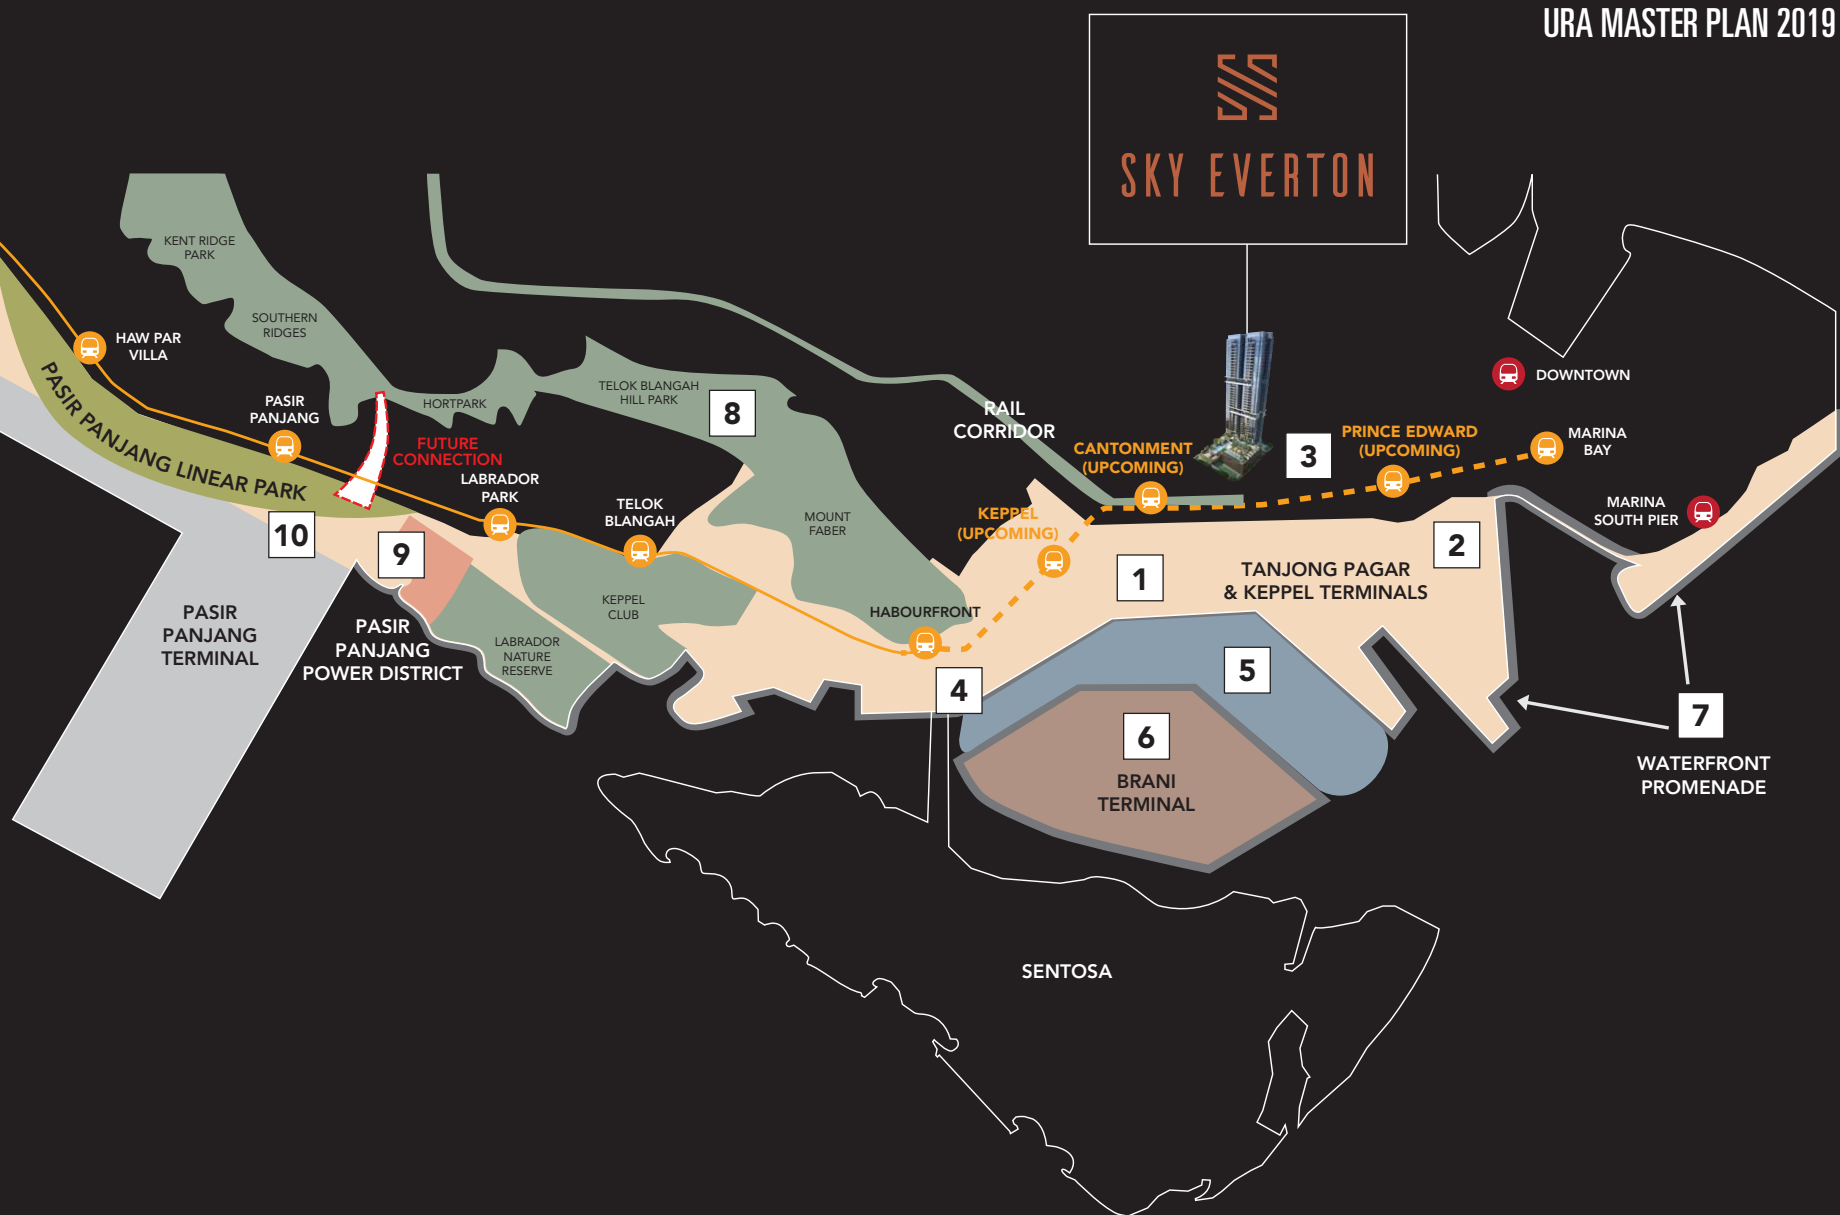 URA MASTER PLAN 2019
SKY EVERTON
KENT RIDGE
PARK
SOUTHERN
RIDGES
HAW PAR
VILLA
PASIR
PANJANG
HORTPARK
TELOK BLANGAH
HILL PARK
8
RAIL
CORRIDOR
DOWNTOWN
CANTONMENT
(UPCOMING)
3
PRINCE EDWARD
(UPCOMING)
MARINA
BAY
PASIR PANJANG LINEAR PARK
FUTURE
CONNECTION
LABRADOR
PARK
TELOK
BLANGAH
MOUNT
FABER
KEPPEL
(UPCOMING)
MARINA
SOUTH PIER
10
9
1
2
TANJONG PAGAR
& KEPPEL TERMINALS
KEPPEL
CLUB
HABOURFRONT
PASIR
PANJANG
TERMINAL
PASIR
PANJANG
POWER DISTRICT
LABRADOR
NATURE
RESERVE
4
5
6
BRANI
TERMINAL
7
WATERFRONT
PROMENADE
SENTOSA